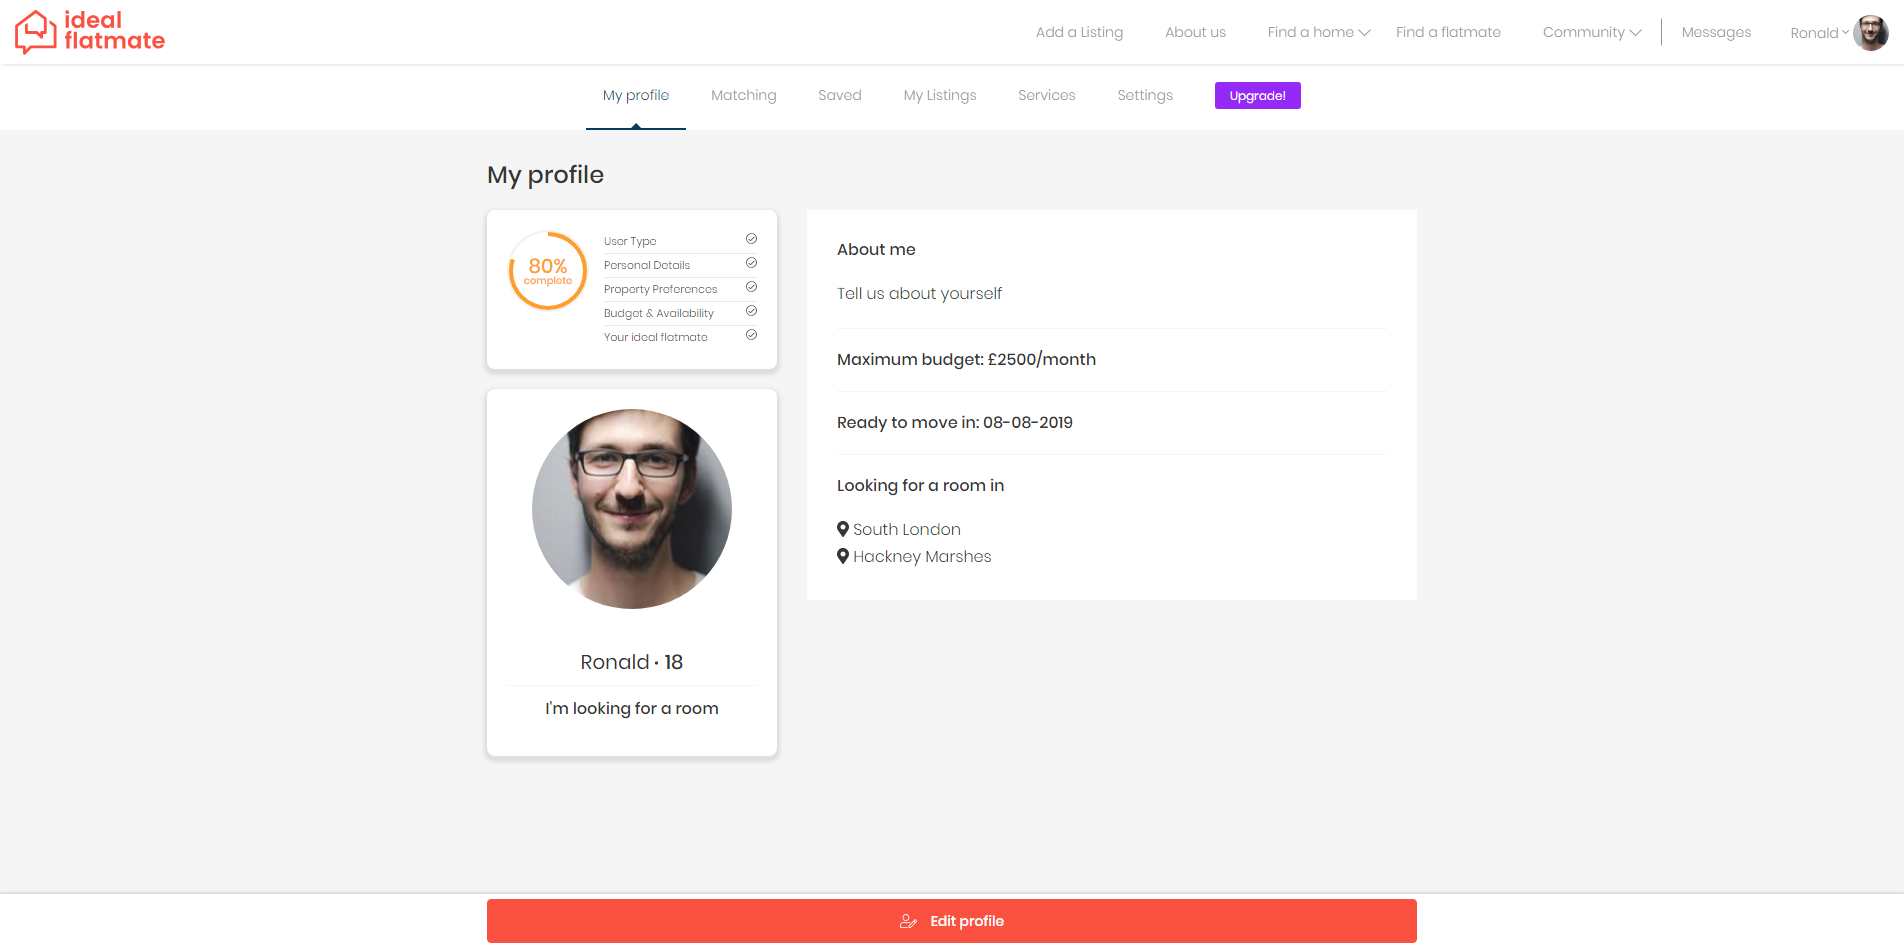 ideal
flatmate
Add a Listing About us Find a home Find a flatmate Community Messages Ronald
My profile Matching Saved My Listings Services Settings Upgrade!
My profile
80%
complete
User Type
Personal Details
Property Preferences
Budget & Availability
Your ideal flatmate
Ronald · 18
I'm looking for a room
About me
Tell us about yourself
Maximum budget: £2500/month
Ready to move in: 08-08-2019
Looking for a room in
South London
Hackney Marshes
Edit profile